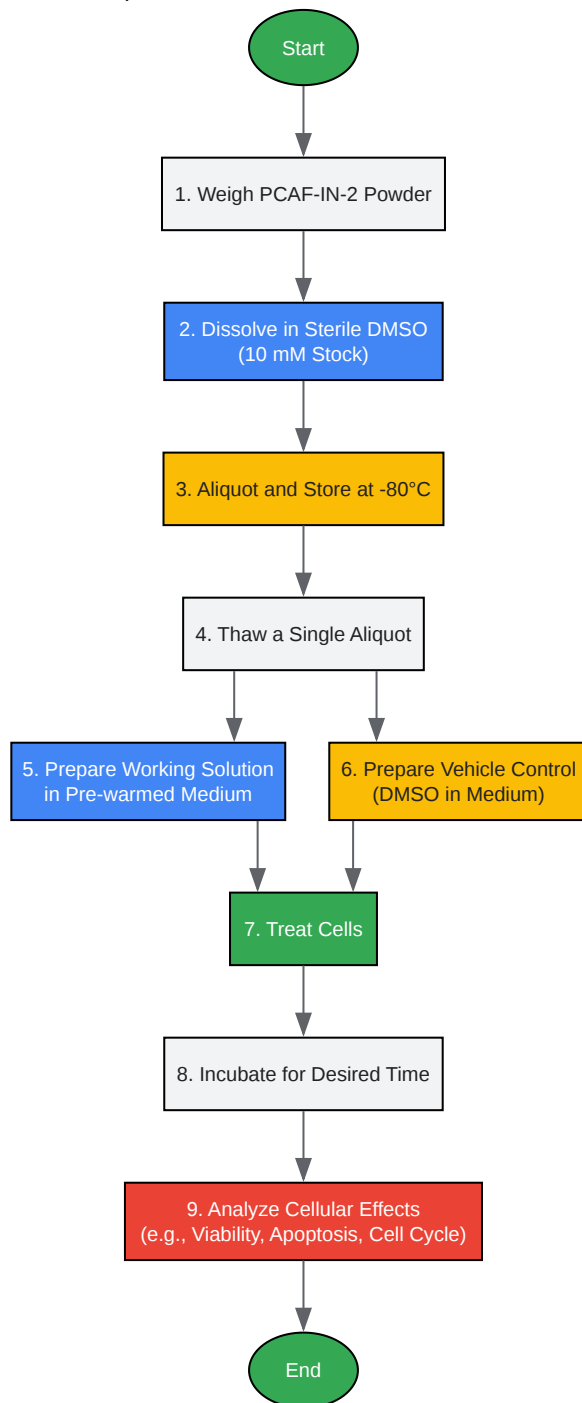 Start
1. Weigh PCAF-IN-2 Powder
2. Dissolve in Sterile DMSO
(10 mM Stock)
3. Aliquot and Store at -80°C
4. Thaw a Single Aliquot
5. Prepare Working Solution
in Pre-warmed Medium
6. Prepare Vehicle Control
(DMSO in Medium)
7. Treat Cells
8. Incubate for Desired Time
9. Analyze Cellular Effects
(e.g., Viability, Apoptosis, Cell Cycle)
End